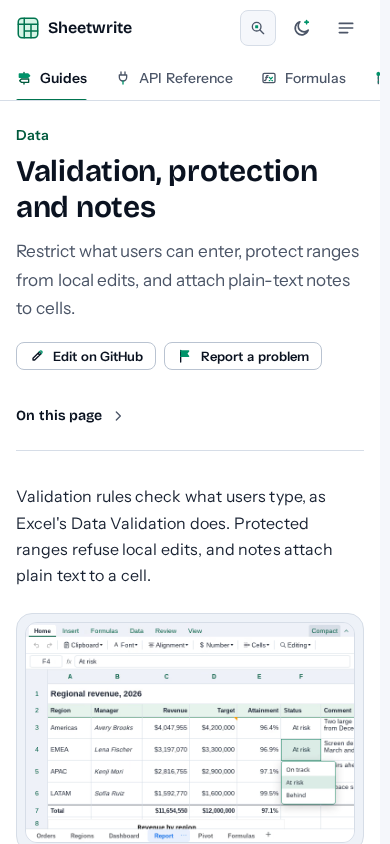 Sheetwrite
Guides
API Reference
Formulas
Data
Validation, protection
and notes
Restrict what users can enter, protect ranges
from local edits, and attach plain-text notes
to cells.
Edit on GitHub
Report a problem
On this page
Validation rules check what users type, as
Excel's Data Validation does. Protected
ranges refuse local edits, and notes attach
plain text to a cell.
Home Insert Formulas Data Review View Compact
Clipboard Font Alignment Number Cells Editing
F4 fx At risk
A B C D E F
1 Regional revenue, 2026
2 Region Manager Revenue Target Attainment Status Comment
3 Americas Avery Brooks $4,047,955 $4,200,000 96.4% At risk Two large
from Dece
4 EMEA Lena Fischer $3,197,070 $3,300,000 96.9% At risk Screen de
March and
5 APAC Kenji Mori $2,816,755 $2,900,000 97.1%
On track
At risk
Behind
6 LATAM Sofia Ruiz $1,592,770 $1,600,000 99.5%
7 Total $11,654,550 $12,000,000 97.1%
8 Revenue by region
Orders Regions Dashboard Report Pivot Formulas +